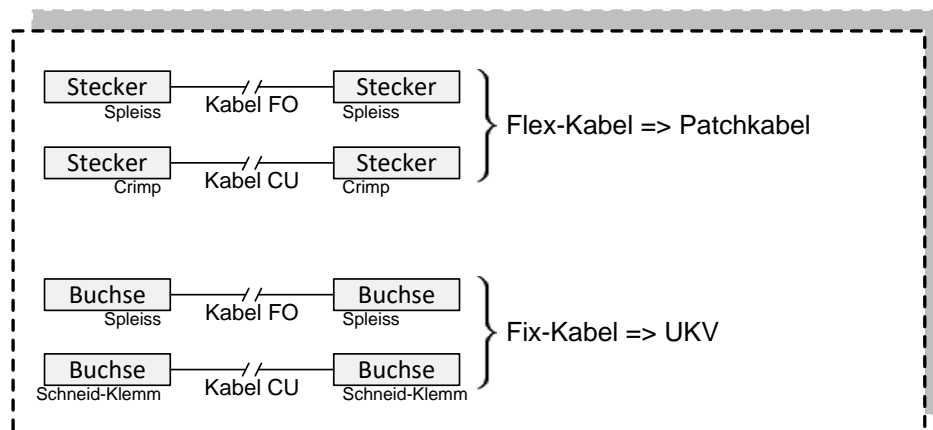 Stecker Stecker
Kabel FO
Spleiss Spleiss
Flex-Kabel => Patchkabel
Stecker Stecker
Kabel CU
Crimp Crimp
Buchse Buchse
Kabel FO
Spleiss Spleiss
Fix-Kabel => UKV
Buchse Buchse
Kabel CU
Schneid-Klemm Schneid-Klemm